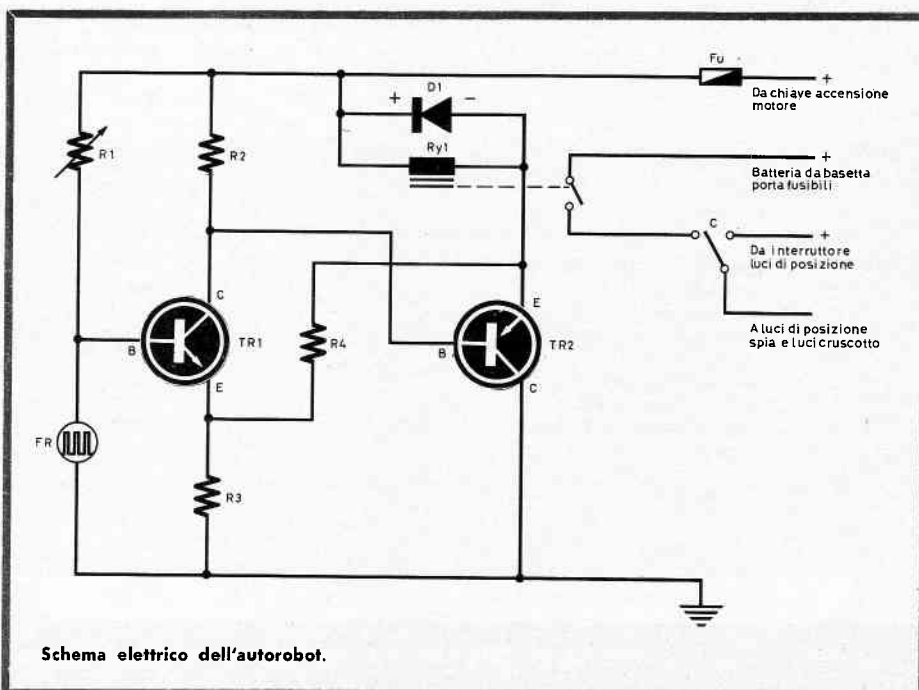 Fu
+
Da chiave accensione
motore
+ D1 -
R1
R2
Ry1
+
Batteria da basetta
porta fusibili
C
+
Da interruttore
luci di posizione
C
E
A luci di posizione
spia e luci cruscotto
B
TR1
R4
B
TR2
E
C
FR
R3
Schema elettrico dell'autorobot.